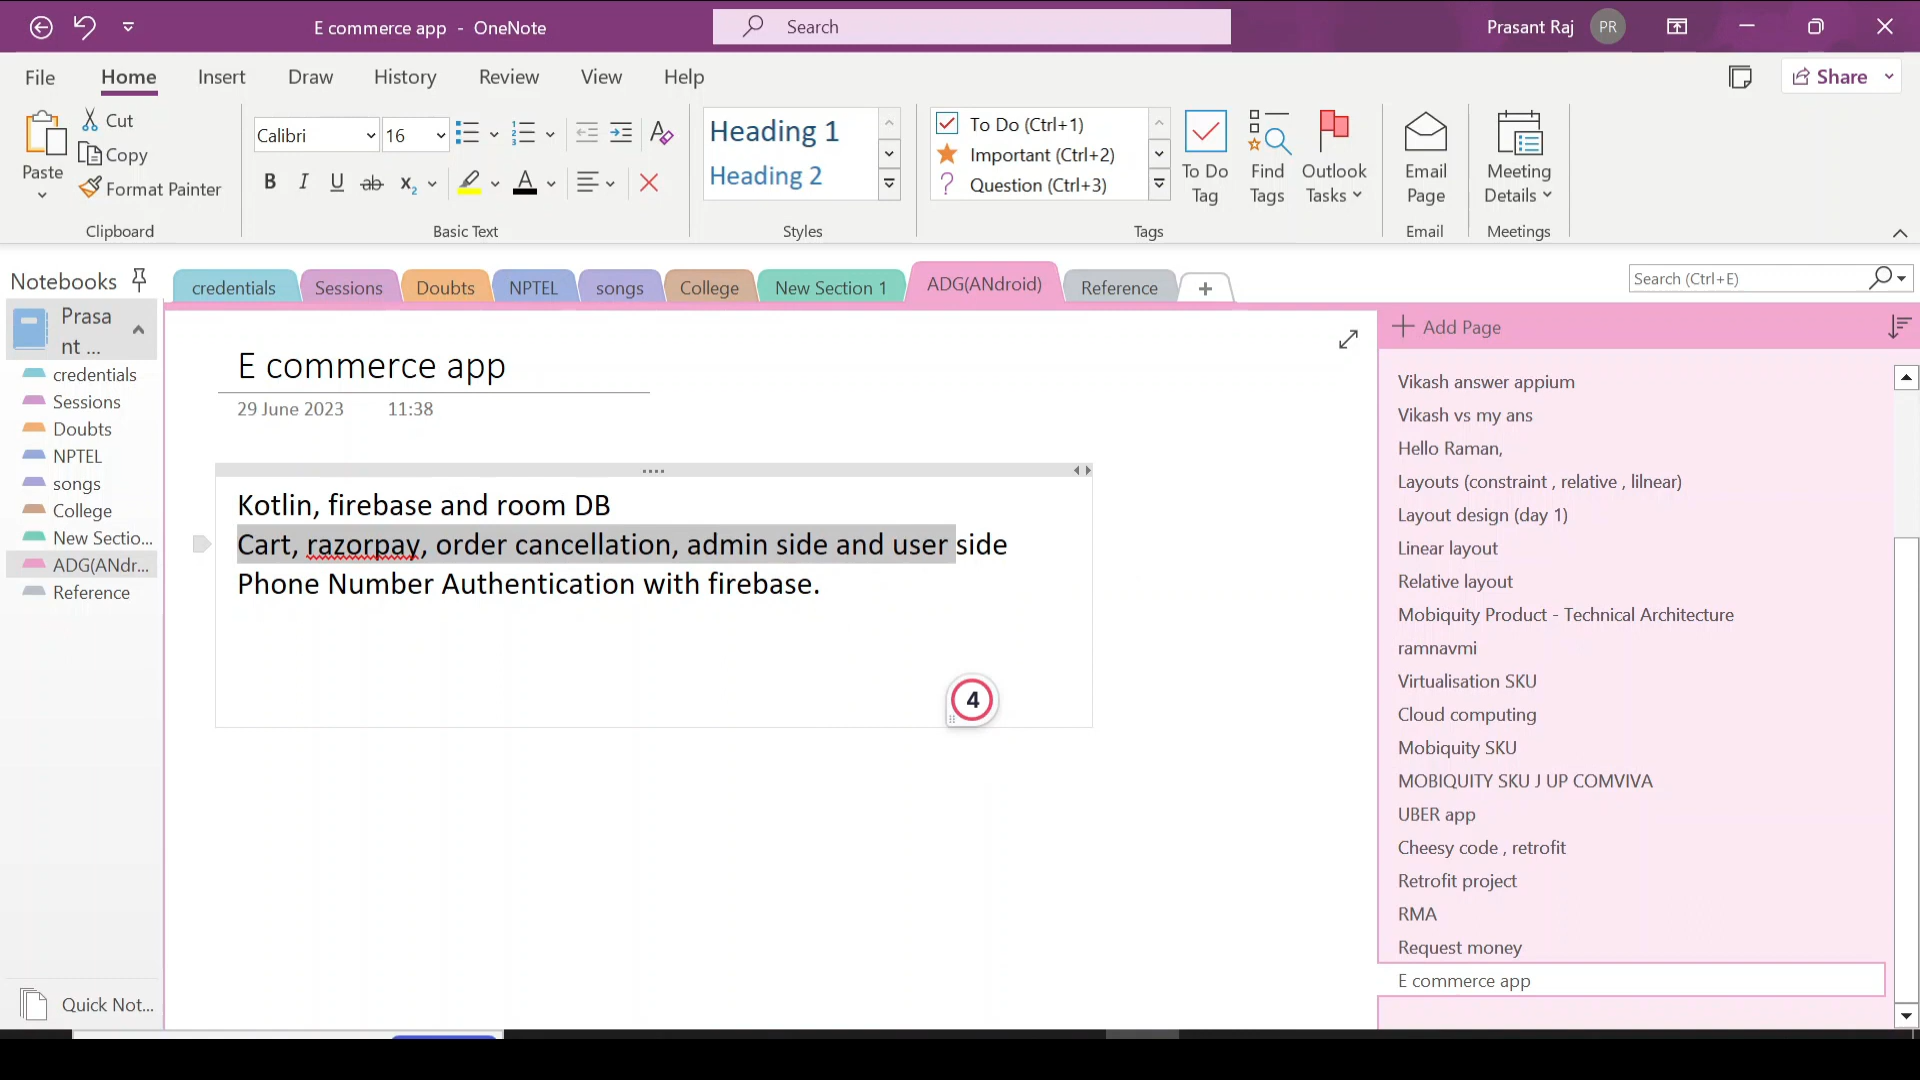 E commerce app - OneNote
Search
Prasant Raj
PR
File
Home
Insert
Draw
History
Review
View
Help
Share
Paste
Cut
Copy
Format Painter
Clipboard
Calibri
16
B I U ab X2
A
Basic Text
Heading 1
Heading 2
Styles
To Do (Ctrl+1)
Important (Ctrl+2)
Question (Ctrl+3)
To Do Tag
Find Tags
Outlook Tasks
Tags
Email Page
Email
Meeting Details
Meetings
Notebooks
credentials
Sessions
Doubts
NPTEL
songs
College
New Section 1
ADG(ANdroid)
Reference
Search (Ctrl+E)
Prasa
nt ...
credentials
Sessions
Doubts
NPTEL
songs
College
New Sectio...
ADG(ANdr...
Reference
Quick Not...
E commerce app
29 June 2023 11:38
Kotlin, firebase and room DB
Cart, razorpay, order cancellation, admin side and user side
Phone Number Authentication with firebase.
4
Add Page
Vikash answer appium
Vikash vs my ans
Hello Raman,
Layouts (constraint , relative , lilnear)
Layout design (day 1)
Linear layout
Relative layout
Mobiquity Product - Technical Architecture
ramnavmi
Virtualisation SKU
Cloud computing
Mobiquity SKU
MOBIQUITY SKU J UP COMVIVA
UBER app
Cheesy code , retrofit
Retrofit project
RMA
Request money
E commerce app